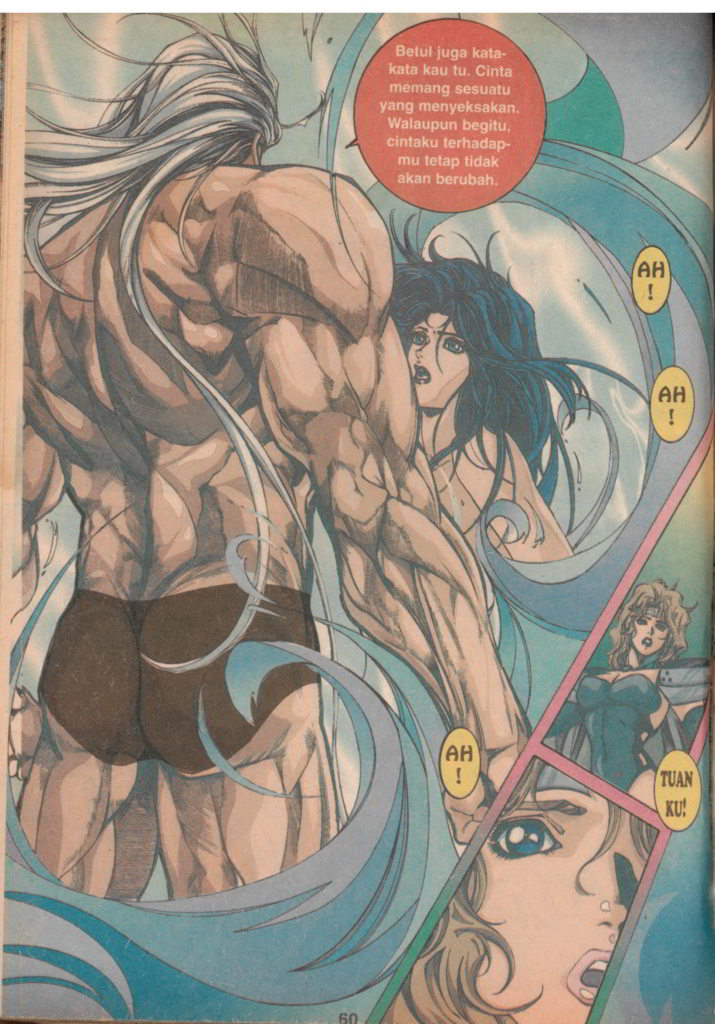 Betul juga kata-
kata kau tu. Cinta
memang sesuatu
yang menyeksakan.
Walaupun begitu,
cintaku terhadap-
mu tetap tidak
akan berubah.
AH
!
AH
!
AH
!
TUAN
KU!
60